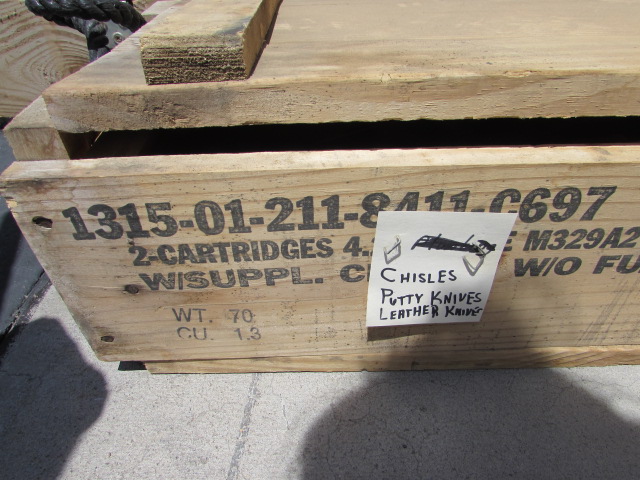 1315-01-211-8411-C697
2-CARTRIDGES 4. E M329A2
W/SUPPL. C W/O FU
WT. 70
CU. 1.3
CHISLES
PUTTY KNIVES
LEATHER KNIVES